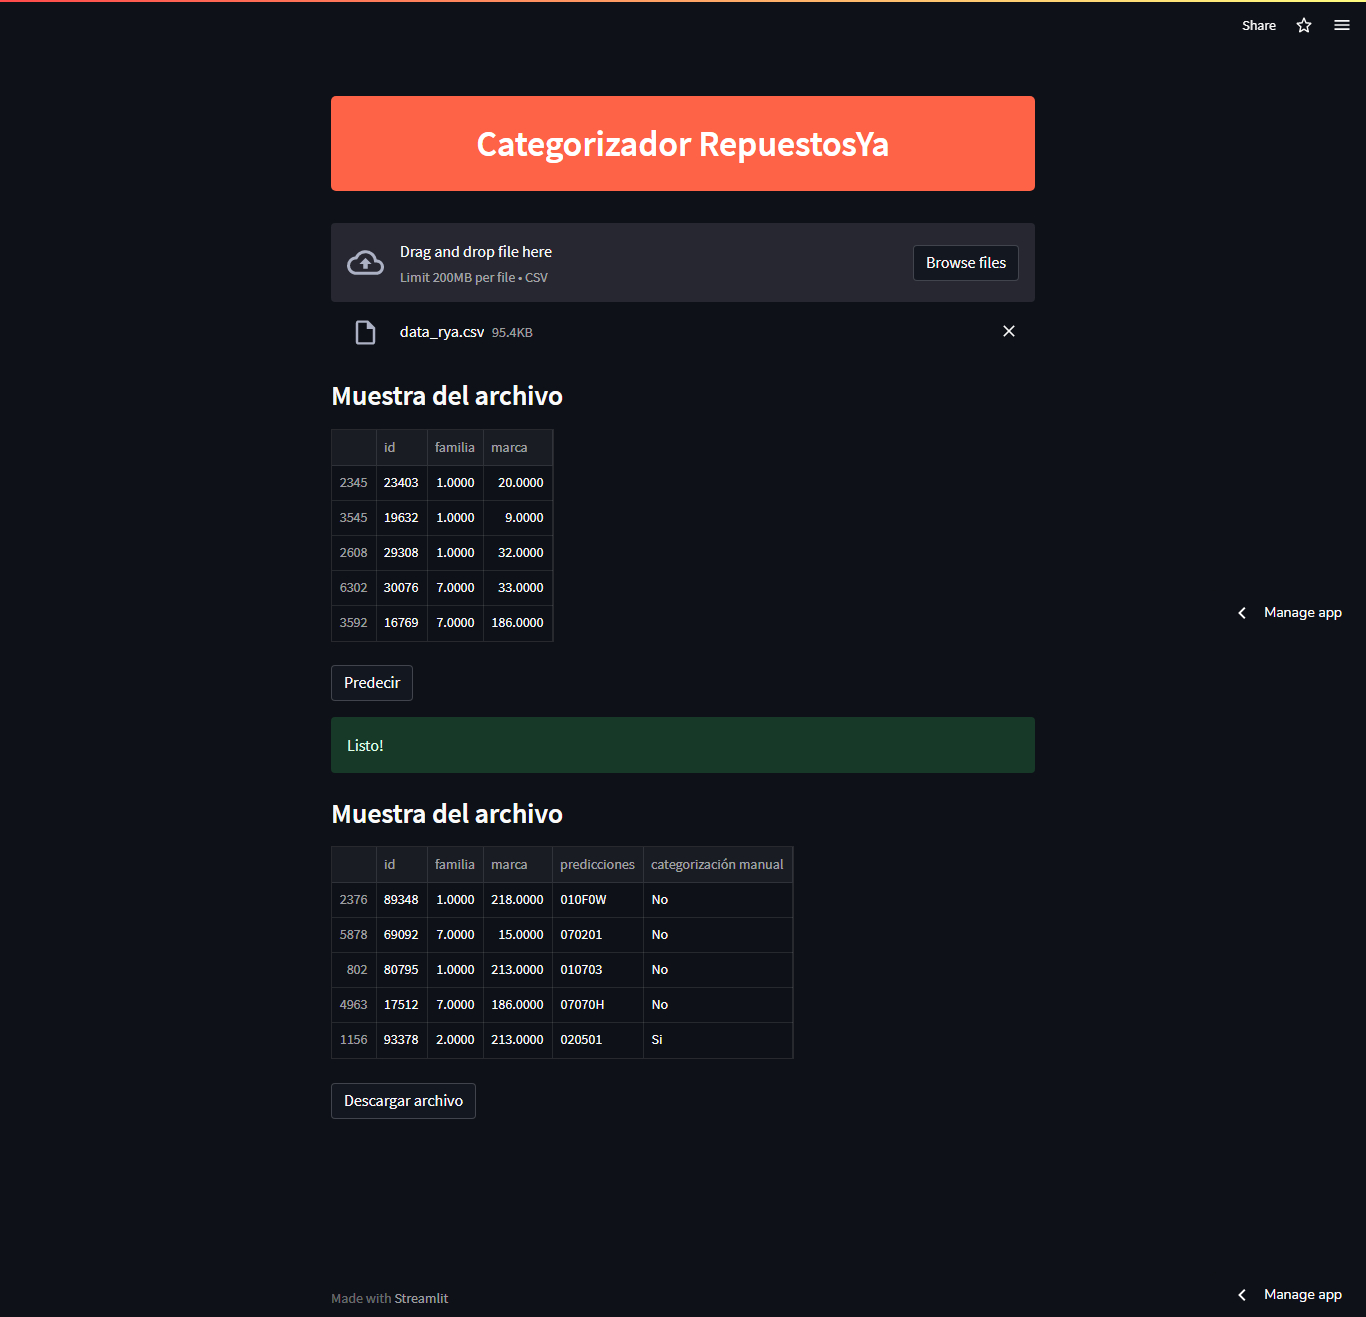 Share
Categorizador RepuestosYa
Drag and drop file here
Limit 200MB per file • CSV
Browse files
data_rya.csv 95.4KB
Muestra del archivo
id familia marca
2345 23403 1.0000 20.0000
3545 19632 1.0000 9.0000
2608 29308 1.0000 32.0000
6302 30076 7.0000 33.0000
3592 16769 7.0000 186.0000
Manage app
Predecir
Listo!
Muestra del archivo
id familia marca predicciones categorización manual
2376 89348 1.0000 218.0000 010F0W No
5878 69092 7.0000 15.0000 070201 No
802 80795 1.0000 213.0000 010703 No
4963 17512 7.0000 186.0000 07070H No
1156 93378 2.0000 213.0000 020501 Si
Descargar archivo
Made with Streamlit
Manage app